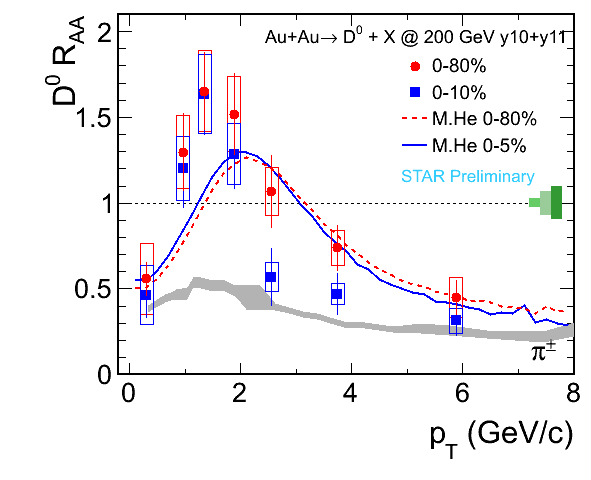 Au+Au→ D⁰ + X @ 200 GeV y10+y11
0-80%
0-10%
M.He 0-80%
M.He 0-5%
STAR Preliminary
D⁰ R_AA
2
1.5
1
0.5
0
π±
0 2 4 6 8
p_T (GeV/c)